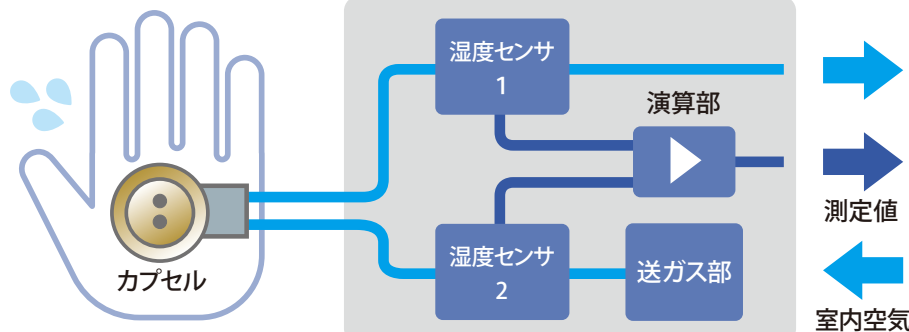 湿度センサ
1
演算部
測定値
カプセル
湿度センサ
2
送ガス部
室内空気